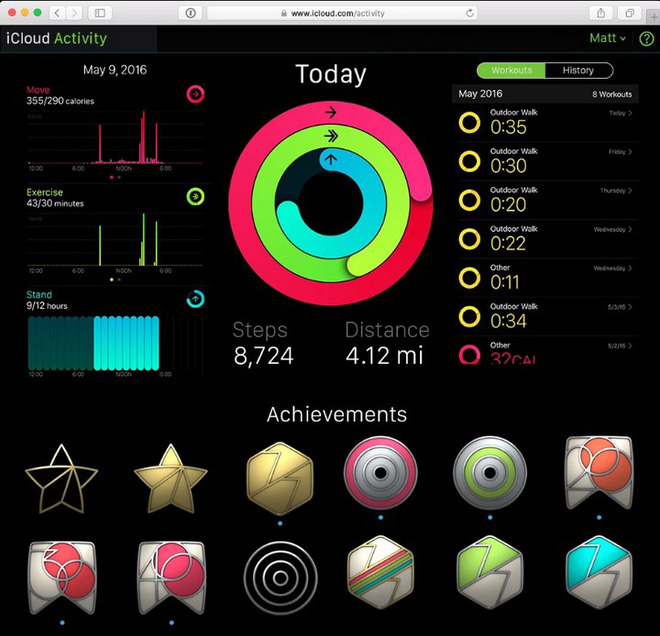 www.icloud.com/activity
iCloud Activity
Matt
?
May 9, 2016
Move
355/290 calories
12:00 6:00 NOON 6:00
Exercise
43/30 minutes
12:00 6:00 NOON 6:00
Stand
9/12 hours
12:00 6:00 NOON 6:00
Today
Steps
8,724
Distance
4.12 mi
Workouts History
May 2016 8 Workouts
Outdoor Walk Today
0:35
Outdoor Walk Friday
0:30
Outdoor Walk Thursday
0:20
Outdoor Walk Wednesday
0:22
Other Wednesday
0:11
Outdoor Walk 5/3/16
0:34
Other 5/2/16
32CAL
Achievements